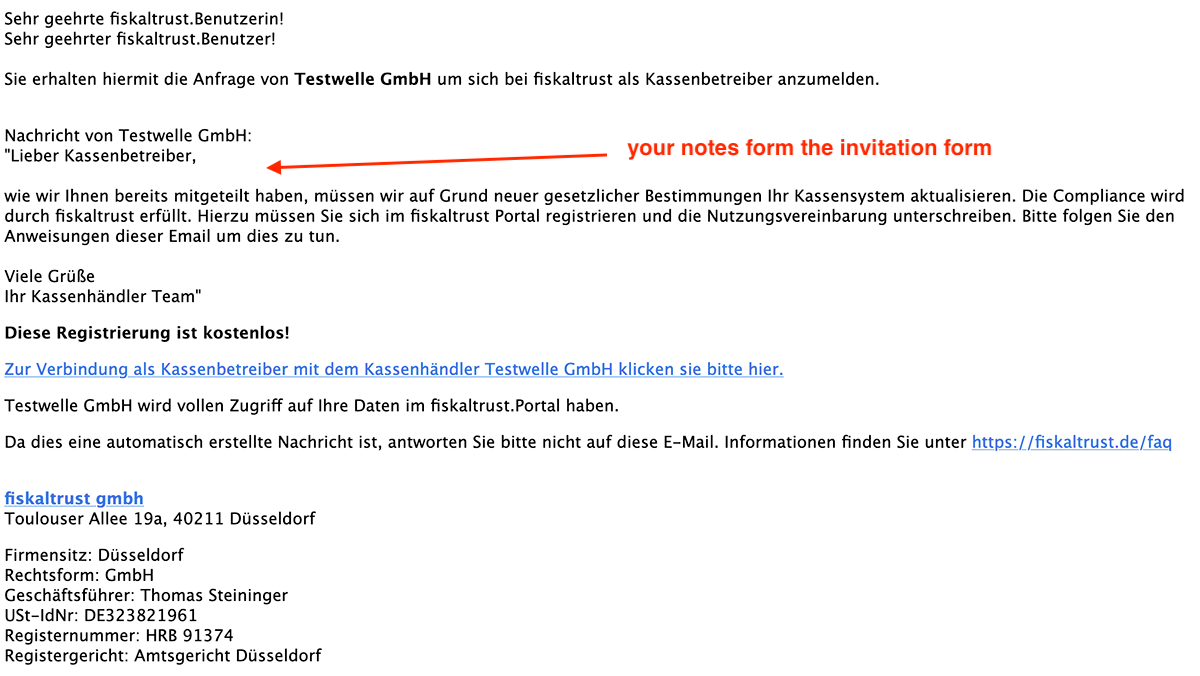 Sehr geehrte fiskaltrust.Benutzerin!
Sehr geehrter fiskaltrust.Benutzer!
Sie erhalten hiermit die Anfrage von Testwelle GmbH um sich bei fiskaltrust als Kassenbetreiber anzumelden.
Nachricht von Testwelle GmbH:
"Lieber Kassenbetreiber,
your notes form the invitation form
wie wir Ihnen bereits mitgeteilt haben, müssen wir auf Grund neuer gesetzlicher Bestimmungen Ihr Kassensystem aktualisieren. Die Compliance wird
durch fiskaltrust erfüllt. Hierzu müssen Sie sich im fiskaltrust Portal registrieren und die Nutzungsvereinbarung unterschreiben. Bitte folgen Sie den
Anweisungen dieser Email um dies zu tun.
Viele Grüße
Ihr Kassenhändler Team"
Diese Registrierung ist kostenlos!
Zur Verbindung als Kassenbetreiber mit dem Kassenhändler Testwelle GmbH klicken sie bitte hier.
Testwelle GmbH wird vollen Zugriff auf Ihre Daten im fiskaltrust.Portal haben.
Da dies eine automatisch erstellte Nachricht ist, antworten Sie bitte nicht auf diese E-Mail. Informationen finden Sie unter https://fiskaltrust.de/faq
fiskaltrust gmbh
Toulouser Allee 19a, 40211 Düsseldorf
Firmensitz: Düsseldorf
Rechtsform: GmbH
Geschäftsführer: Thomas Steininger
USt-IdNr: DE323821961
Registernummer: HRB 91374
Registergericht: Amtsgericht Düsseldorf